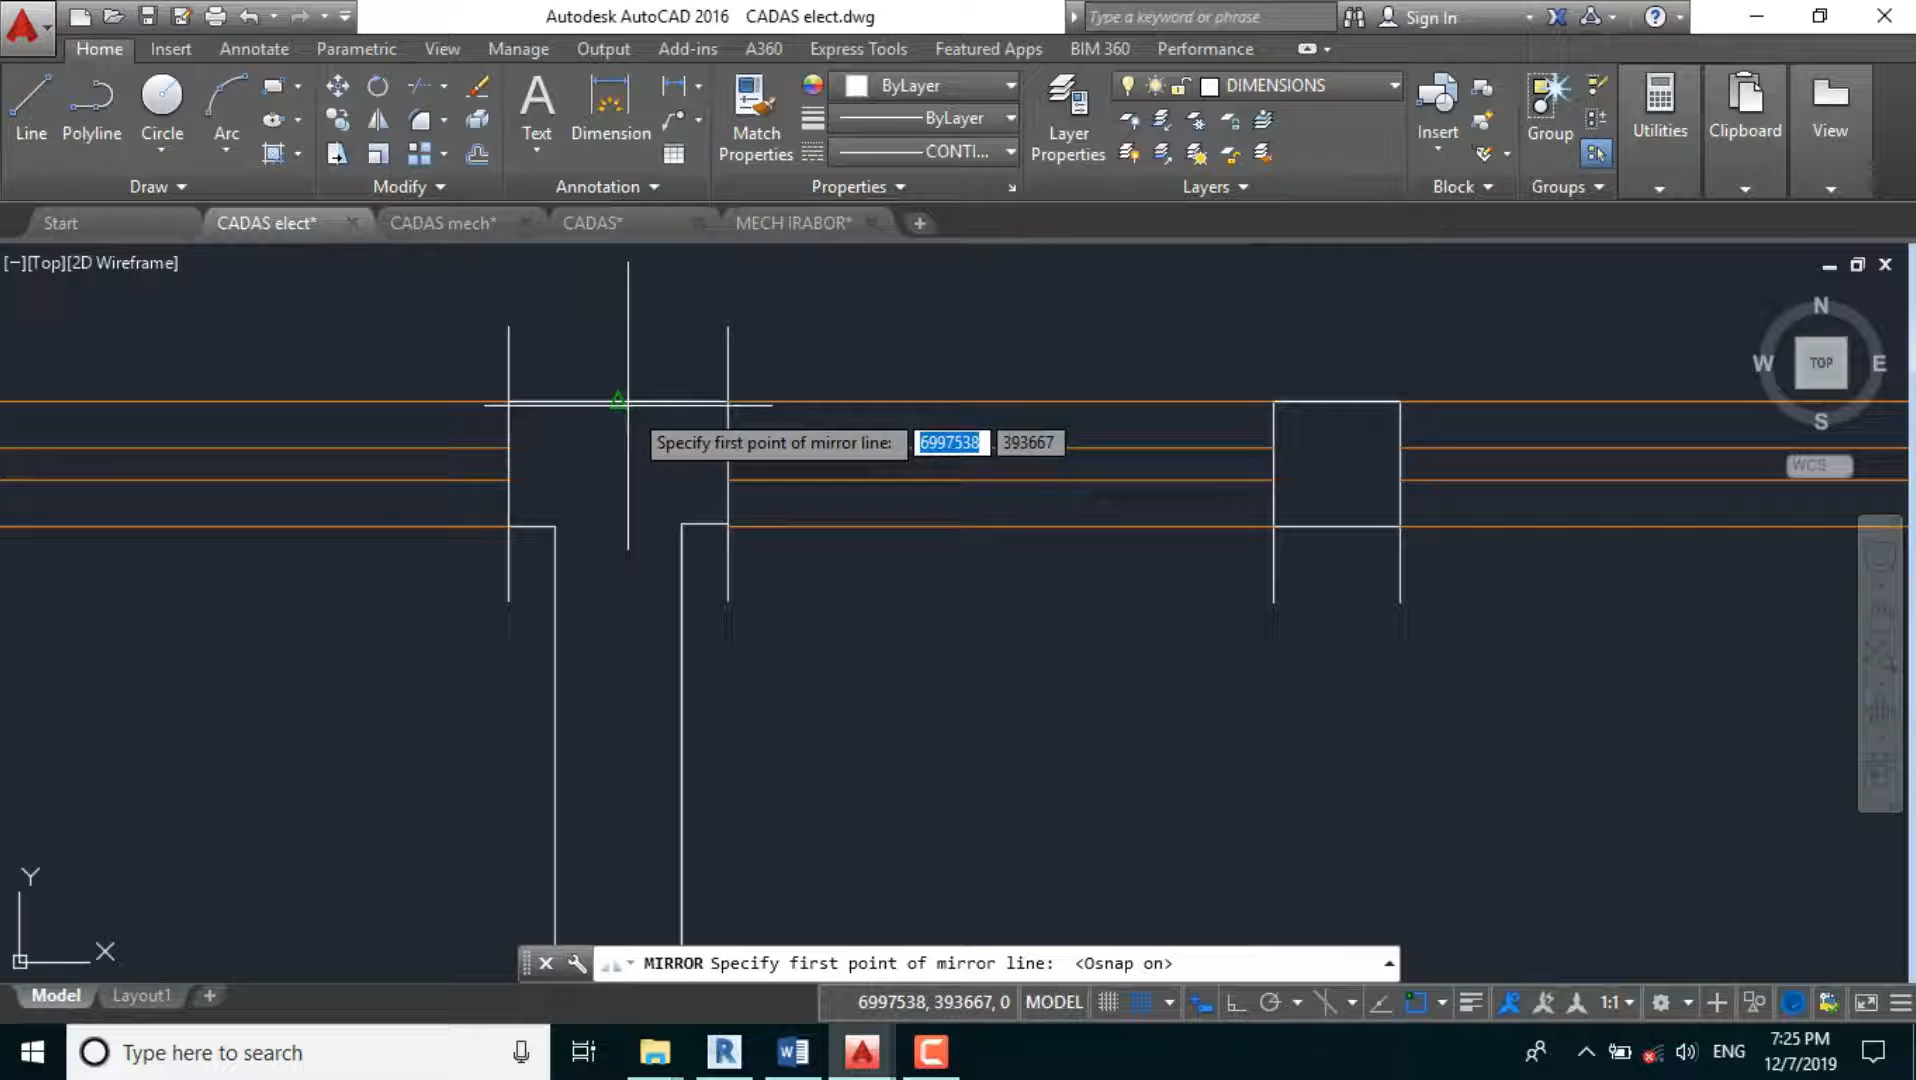 Autodesk AutoCAD 2016 CADAS elect.dwg
Type a keyword or phrase
Sign In
Home Insert Annotate Parametric View Manage Output Add-ins A360 Express Tools Featured Apps BIM 360 Performance
Line Polyline Circle Arc
Draw
Modify
Text Dimension
Annotation
Match Properties
ByLayer
ByLayer
CONTI...
Properties
Layer Properties
DIMENSIONS
Layers
Insert
Block
Group
Groups
Utilities
Clipboard
View
Start CADAS elect* CADAS mech* CADAS* MECH IRABOR*
[−][Top][2D Wireframe]
N
W TOP E
S
WCS
Specify first point of mirror line: 6997538 393667
Y
X
MIRROR Specify first point of mirror line: <Osnap on>
Model Layout1
6997538, 393667, 0 MODEL 1:1
Type here to search
ENG
7:25 PM
12/7/2019